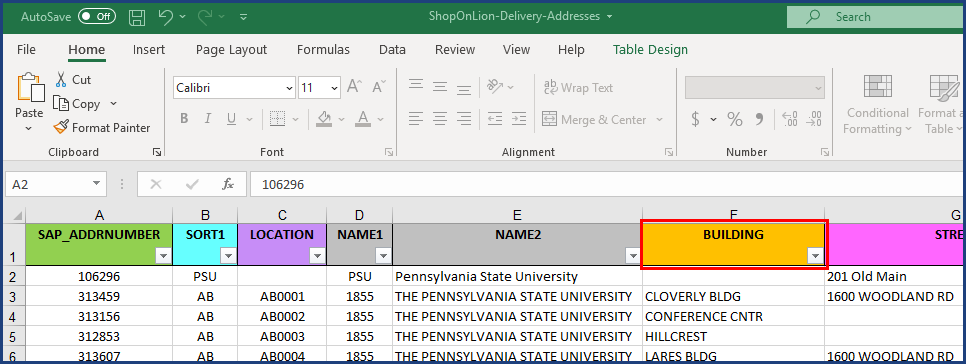 AutoSave Off ShopOnLion-Delivery-Addresses Search
File Home Insert Page Layout Formulas Data Review View Help Table Design
Paste Cut Copy Format Painter
Clipboard
Calibri 11 A A
B I U A
Font
ab Wrap Text
Merge & Center
Alignment
$ % 9 .00 .00
Number
Conditional Formatting Format as Table
A2 fx 106296
A B C D E F G
1 SAP_ADDRNUMBER SORT1 LOCATION NAME1 NAME2 BUILDING STRE
2 106296 PSU PSU Pennsylvania State University 201 Old Main
3 313459 AB AB0001 1855 THE PENNSYLVANIA STATE UNIVERSITY CLOVERLY BLDG 1600 WOODLAND RD
4 313156 AB AB0002 1855 THE PENNSYLVANIA STATE UNIVERSITY CONFERENCE CNTR
5 312853 AB AB0003 1855 THE PENNSYLVANIA STATE UNIVERSITY HILLCREST
6 313607 AB AB0004 1855 THE PENNSYLVANIA STATE UNIVERSITY LARES BLDG 1600 WOODLAND RD